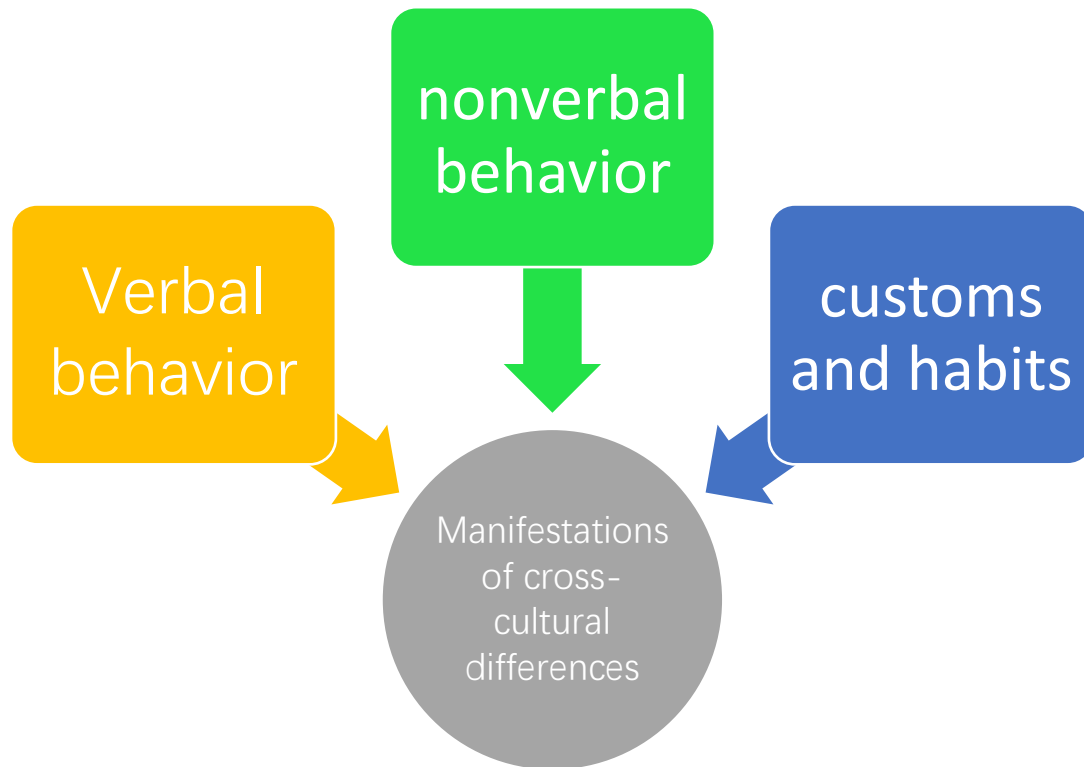 nonverbal
behavior
Verbal
behavior
customs
and habits
Manifestations
of cross-
cultural
differences